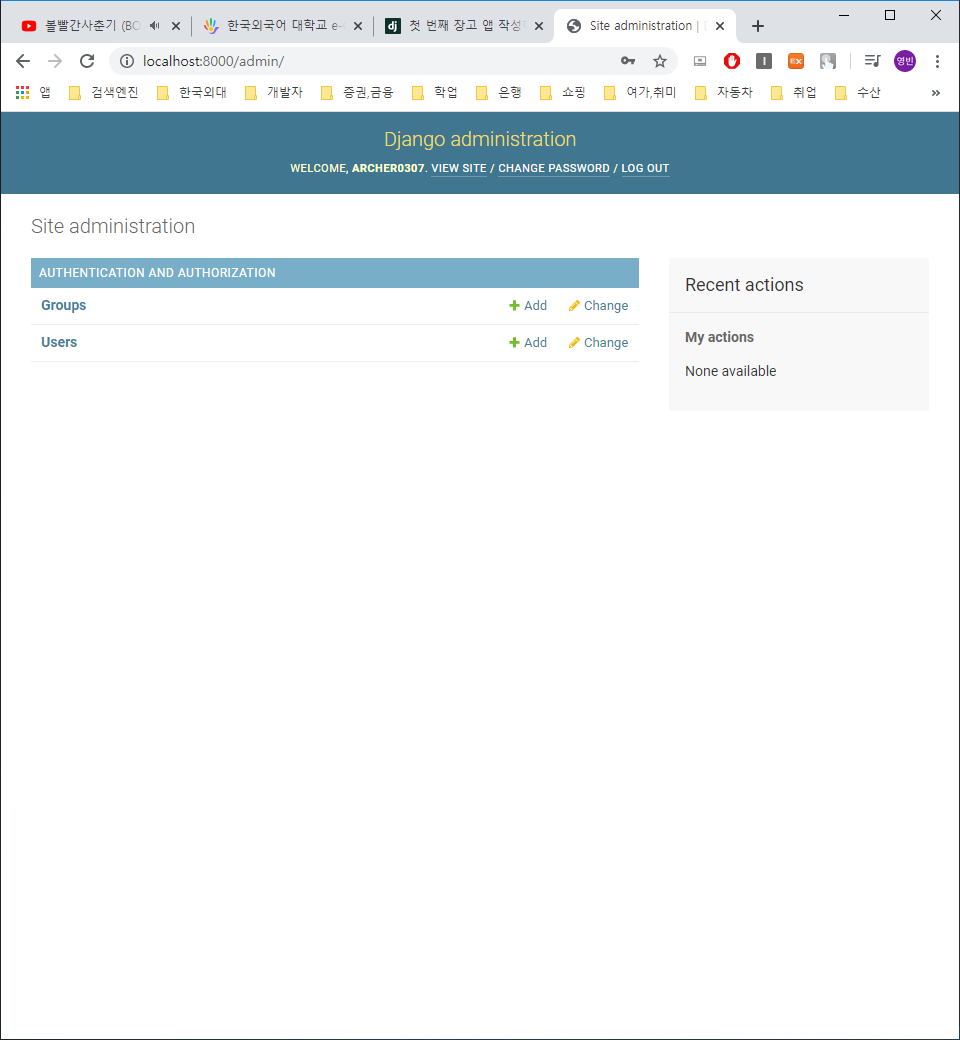 볼빨간사춘기 (BO
한국외국어 대학교 e-
dj 첫 번째 장고 앱 작성
Site administration |
localhost:8000/admin/
영빈
앱 검색엔진 한국외대 개발자 증권,금융 학업 은행 쇼핑 여가,취미 자동차 취업 수산 »
Django administration
WELCOME, ARCHER0307. VIEW SITE / CHANGE PASSWORD / LOG OUT
Site administration
AUTHENTICATION AND AUTHORIZATION
Groups Add Change
Users Add Change
Recent actions
My actions
None available